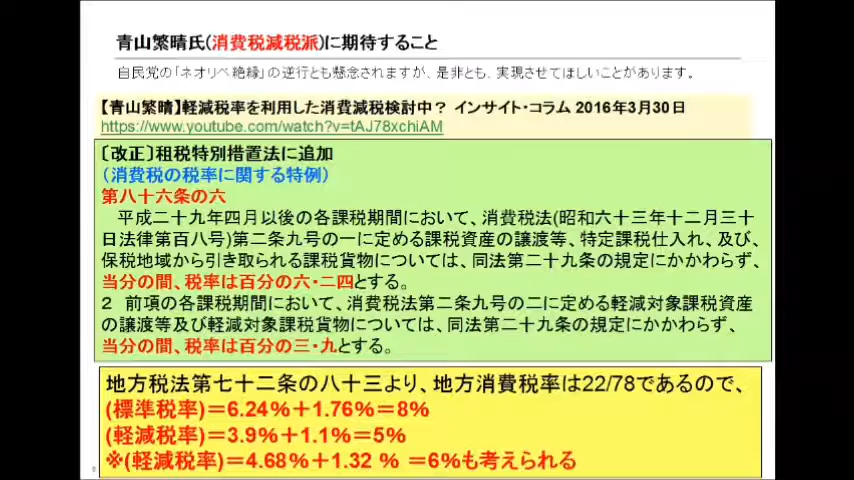 青山繁晴氏(消費税減税派)に期待すること
自民党の「ネオリベ絶縁」の逆行とも懸念されますが、是非とも、実現させてほしいことがあります。
【青山繁晴】軽減税率を利用した消費減税検討中? インサイト・コラム 2016年3月30日
https://www.youtube.com/watch?v=tAJ78xchiAM
〔改正〕租税特別措置法に追加
(消費税の税率に関する特例)
第八十六条の六
平成二十九年四月以後の各課税期間において、消費税法(昭和六十三年十二月三十
日法律第百八号)第二条九号の一に定める課税資産の譲渡等、特定課税仕入れ、及び、
保税地域から引き取られる課税貨物については、同法第二十九条の規定にかかわらず、
当分の間、税率は百分の六・二四とする。
2 前項の各課税期間において、消費税法第二条九号の二に定める軽減対象課税資産
の譲渡等及び軽減対象課税貨物については、同法第二十九条の規定にかかわらず、
当分の間、税率は百分の三・九とする。
地方税法第七十二条の八十三より、地方消費税率は22/78であるので、
(標準税率)=6.24%+1.76%=8%
(軽減税率)=3.9%+1.1%=5%
※(軽減税率)=4.68%+1.32 % =6%も考えられる